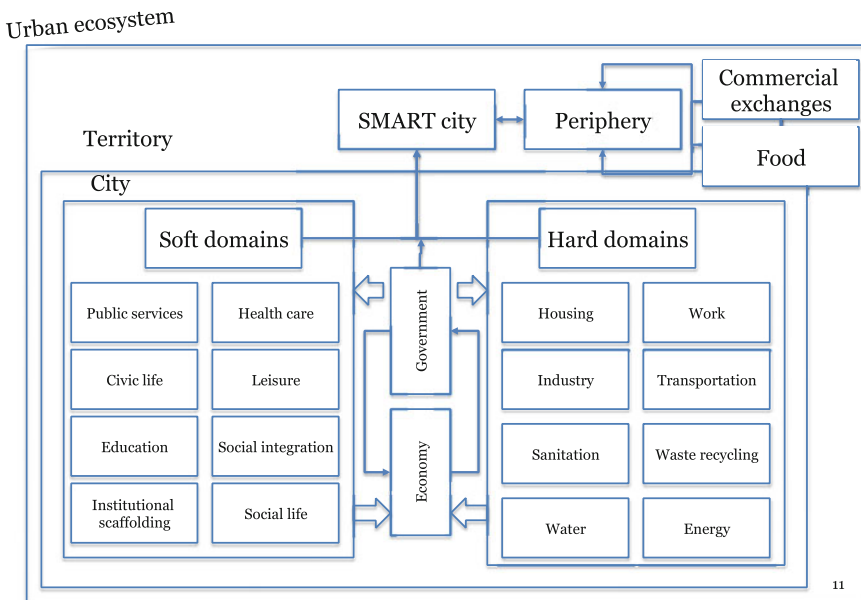 Urban ecosystem
Commercial
exchanges
SMART city
Periphery
Territory
Food
City
Soft domains
Hard domains
Public services
Health care
Government
Housing
Work
Civic life
Leisure
Industry
Transportation
Education
Social integration
Economy
Sanitation
Waste recycling
Institutional
scaffolding
Social life
Water
Energy
11